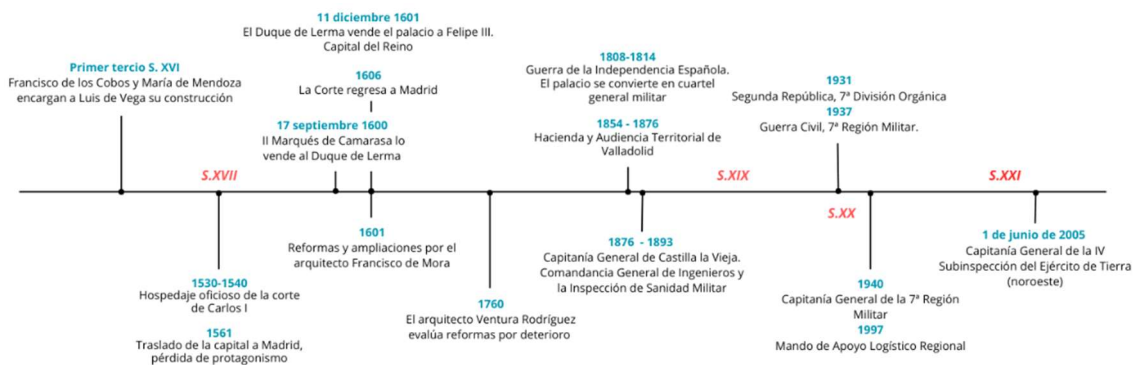 11 diciembre 1601
El Duque de Lerma vende el palacio a Felipe III.
Capital del Reino
Primer tercio S. XVI
Francisco de los Cobos y María de Mendoza
encargan a Luis de Vega su construcción
1606
La Corte regresa a Madrid
17 septiembre 1600
II Marqués de Camarasa lo
vende al Duque de Lerma
1808-1814
Guerra de la Independencia Española.
El palacio se convierte en cuartel
general militar
1854 - 1876
Hacienda y Audiencia Territorial de
Valladolid
1931
Segunda República, 7ª División Orgánica
1937
Guerra Civil, 7ª Región Militar.
S.XVII
S.XIX
S.XXI
S.XX
1530-1540
Hospedaje oficioso de la corte
de Carlos I
1561
Traslado de la capital a Madrid,
pérdida de protagonismo
1601
Reformas y ampliaciones por el
arquitecto Francisco de Mora
1760
El arquitecto Ventura Rodríguez
evalúa reformas por deterioro
1876 - 1893
Capitanía General de Castilla la Vieja.
Comandancia General de Ingenieros y
la Inspección de Sanidad Militar
1940
Capitanía General de la 7ª Región
Militar
1997
Mando de Apoyo Logístico Regional
1 de junio de 2005
Capitanía General de la IV
Subinspección del Ejército de Tierra
(noroeste)